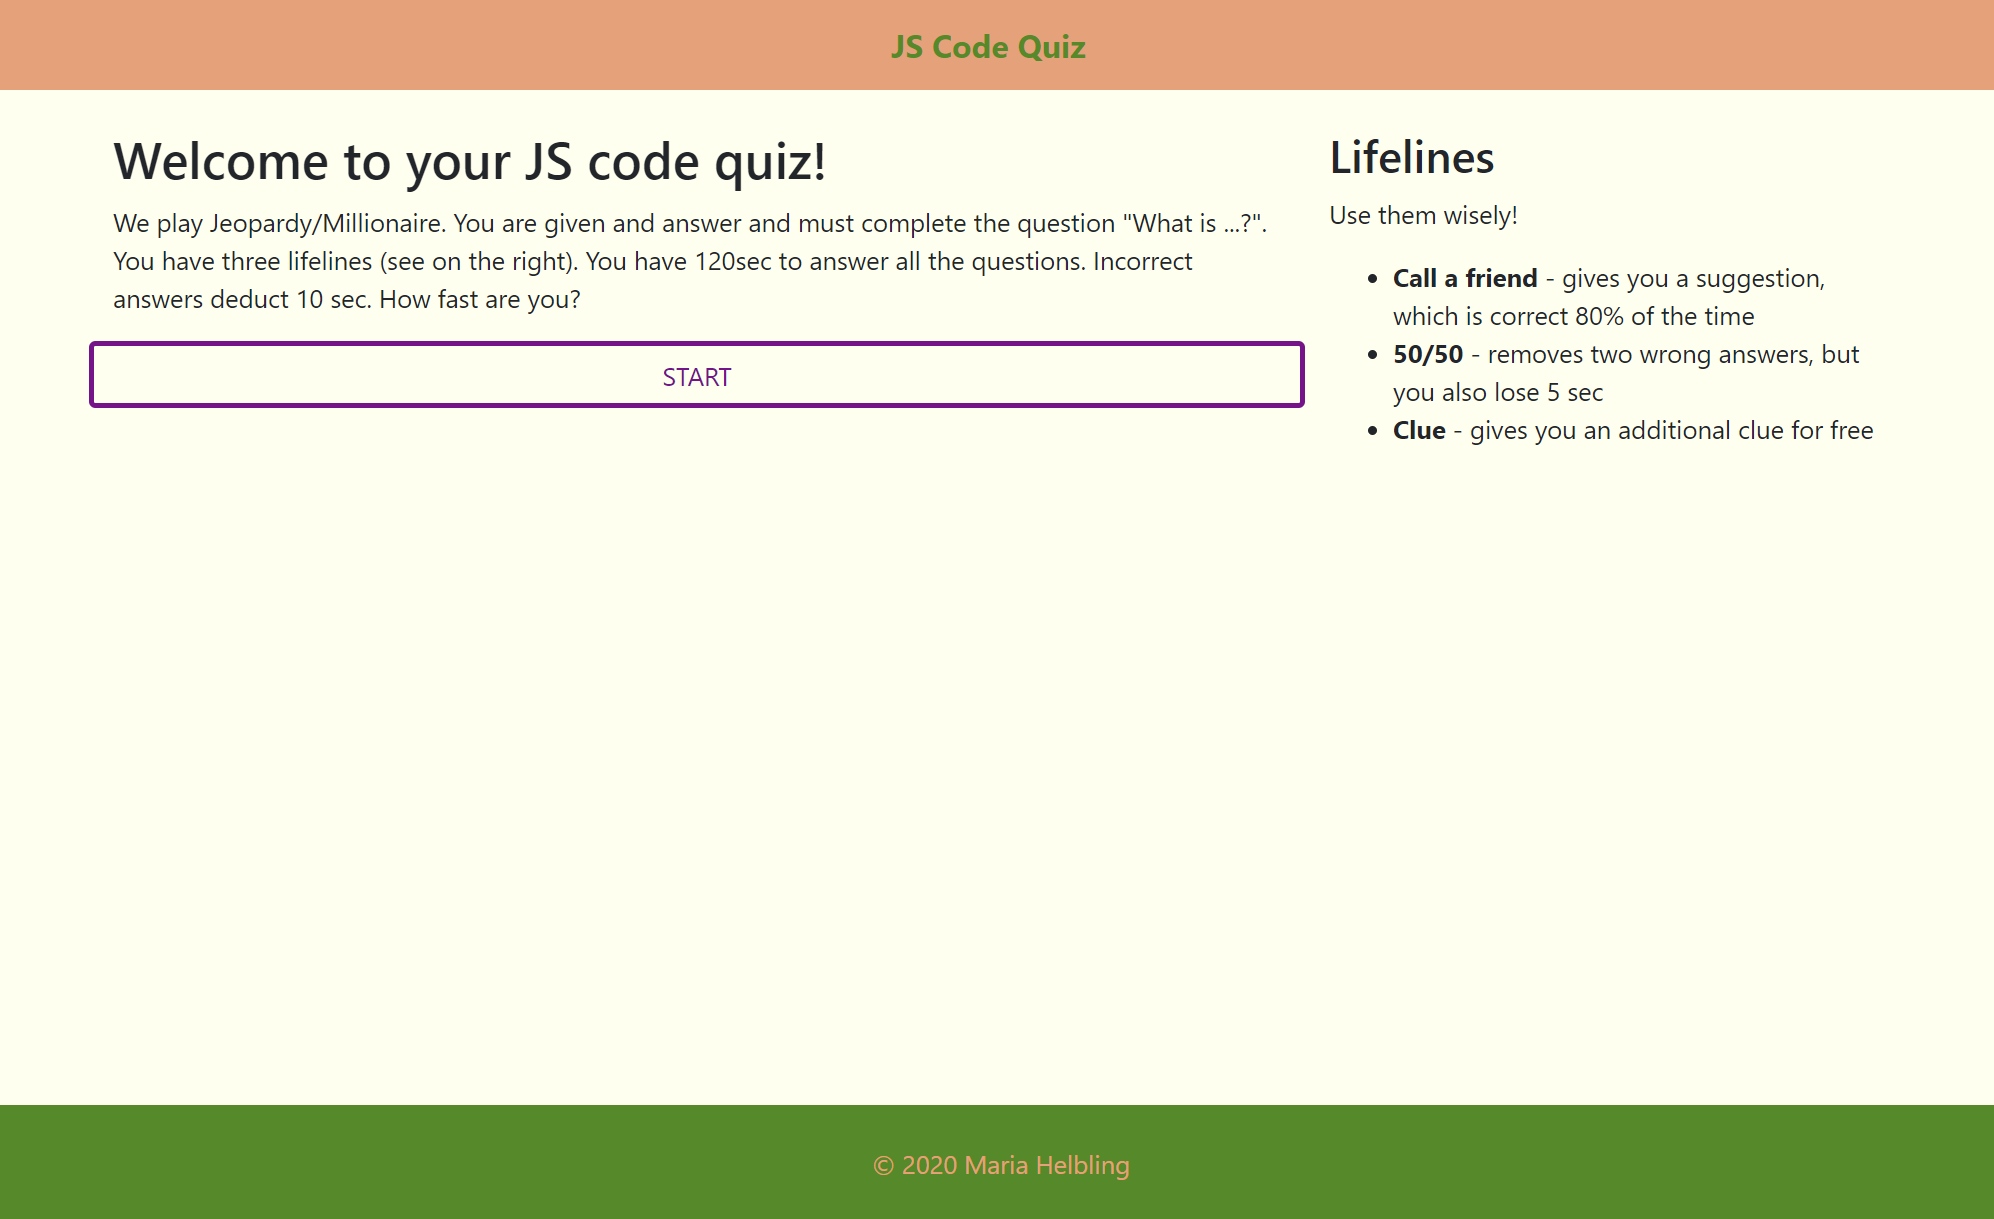 JS Code Quiz
Welcome to your JS code quiz!
We play Jeopardy/Millionaire. You are given and answer and must complete the question "What is ...?".
You have three lifelines (see on the right). You have 120sec to answer all the questions. Incorrect
answers deduct 10 sec. How fast are you?
START
Lifelines
Use them wisely!
• Call a friend - gives you a suggestion,
which is correct 80% of the time
• 50/50 - removes two wrong answers, but
you also lose 5 sec
• Clue - gives you an additional clue for free
© 2020 Maria Helbling